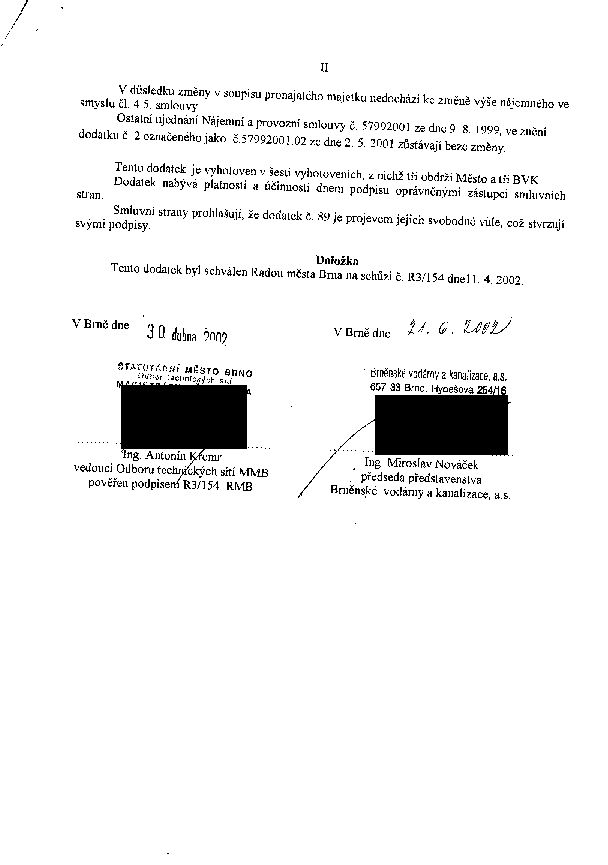 II
V důsledku změny v soupisu pronajatého majetku nedochází ke změně výše nájemného ve
smyslu čl. 4.5. smlouvy.
Ostatní ujednání Nájemní a provozní smlouvy č. 57992001 ze dne 9. 8. 1999, ve znění
dodatku č. 2 označeného jako č.57992001.02 ze dne 2. 5. 2001 zůstávají beze změny.
Tento dodatek je vyhotoven v šesti vyhotoveních, z nichž tři obdrží Město a tři BVK
Dodatek nabývá platnosti a účinnosti dnem podpisu oprávněnými zástupci smluvních
stran.
Smluvní strany prohlašují, že dodatek č. 89 je projevem jejich svobodné vůle, což stvrzují
svými podpisy.
Doložka
Tento dodatek byl schválen Radou města Brna na schůzi č. R3/154 dne11. 4. 2002.
V Brně dne 30. dubna 2002
V Brně dne 21. 6. 2002
STATUTÁRNÍ MĚSTO BRNO
technických sítí
Brněnské vodárny a kanalizace, a.s.
657 33 Brno, Hybešova 254/16
Ing. Antonín
vedoucí Odboru technických sítí MMB
pověřen podpisem R3/154 RMB
Ing. Miroslav Nováček
předseda představenstva
Brněnské vodárny a kanalizace, a.s.